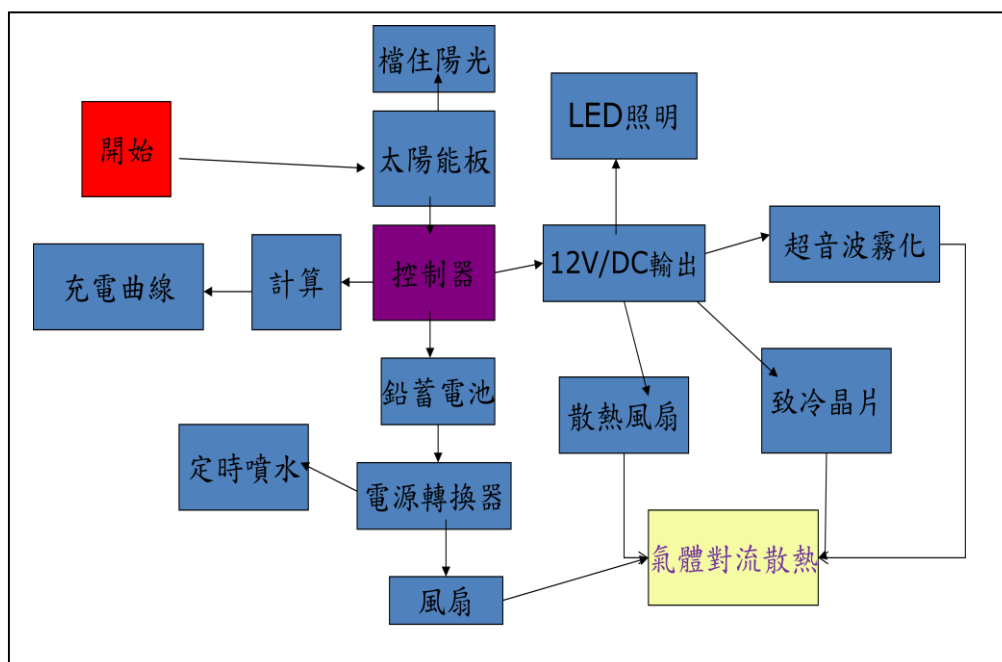 檔住陽光
LED照明
開始
太陽能板
超音波霧化
充電曲線
計算
控制器
12V/DC輸出
鉛蓄電池
散熱風扇
致冷晶片
定時噴水
電源轉換器
氣體對流散熱
風扇